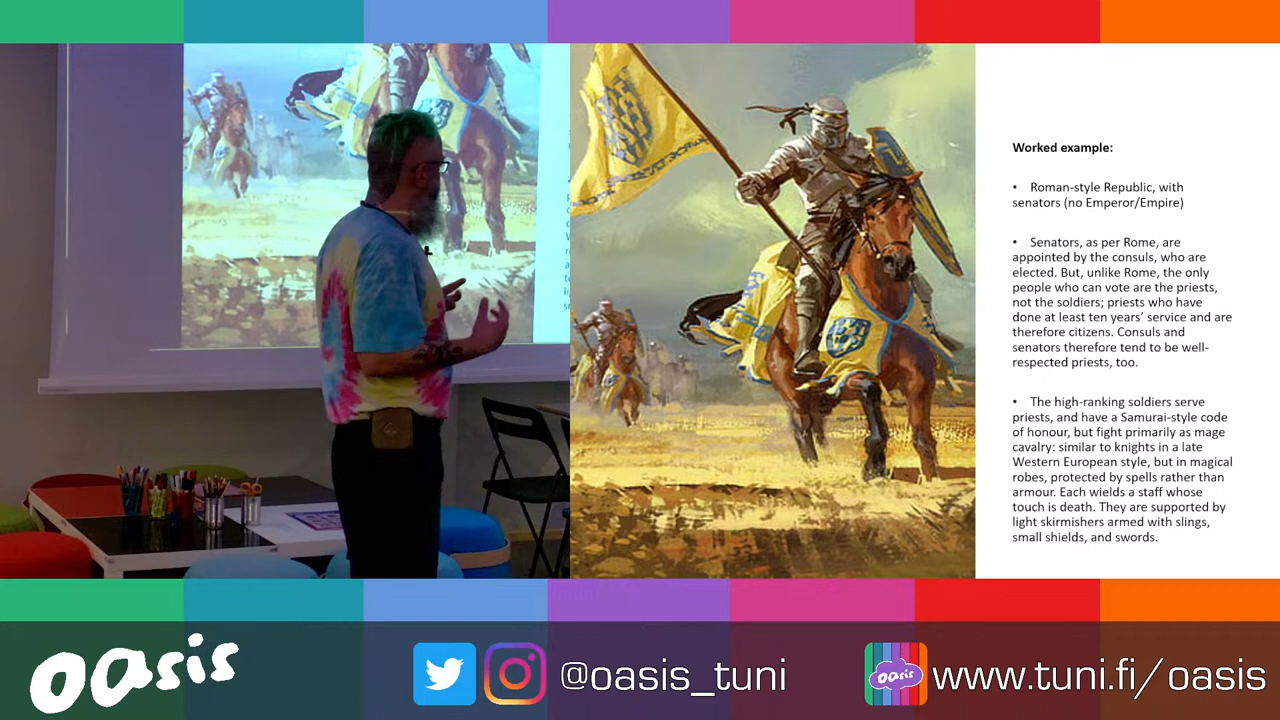 Worked example:
• Roman-style Republic, with
senators (no Emperor/Empire)
• Senators, as per Rome, are
appointed by the consuls, who are
elected. But, unlike Rome, the only
people who can vote are the priests,
not the soldiers; priests who have
done at least ten years' service and are
therefore citizens. Consuls and
senators therefore tend to be well-
respected priests, too.
• The high-ranking soldiers serve
priests, and have a Samurai-style code
of honour, but fight primarily as mage
cavalry: similar to knights in a late
Western European style, but in magical
robes, protected by spells rather than
armour. Each wields a staff whose
touch is death. They are supported by
light skirmishers armed with slings,
small shields, and swords.
oasis
@oasis_tuni
oasis
www.tuni.fi/oasis